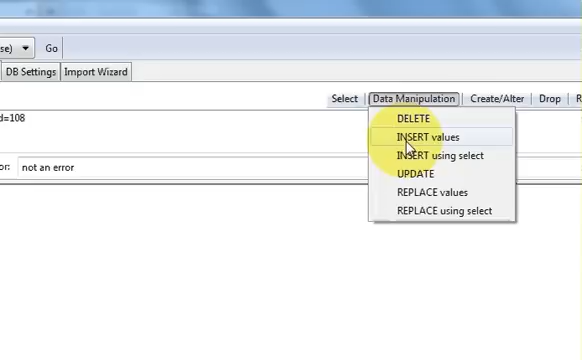 se) Go
DB Settings Import Wizard
Select Data Manipulation Create/Alter Drop R
d=108
DELETE
INSERT values
INSERT using select
or: not an error
UPDATE
REPLACE values
REPLACE using select